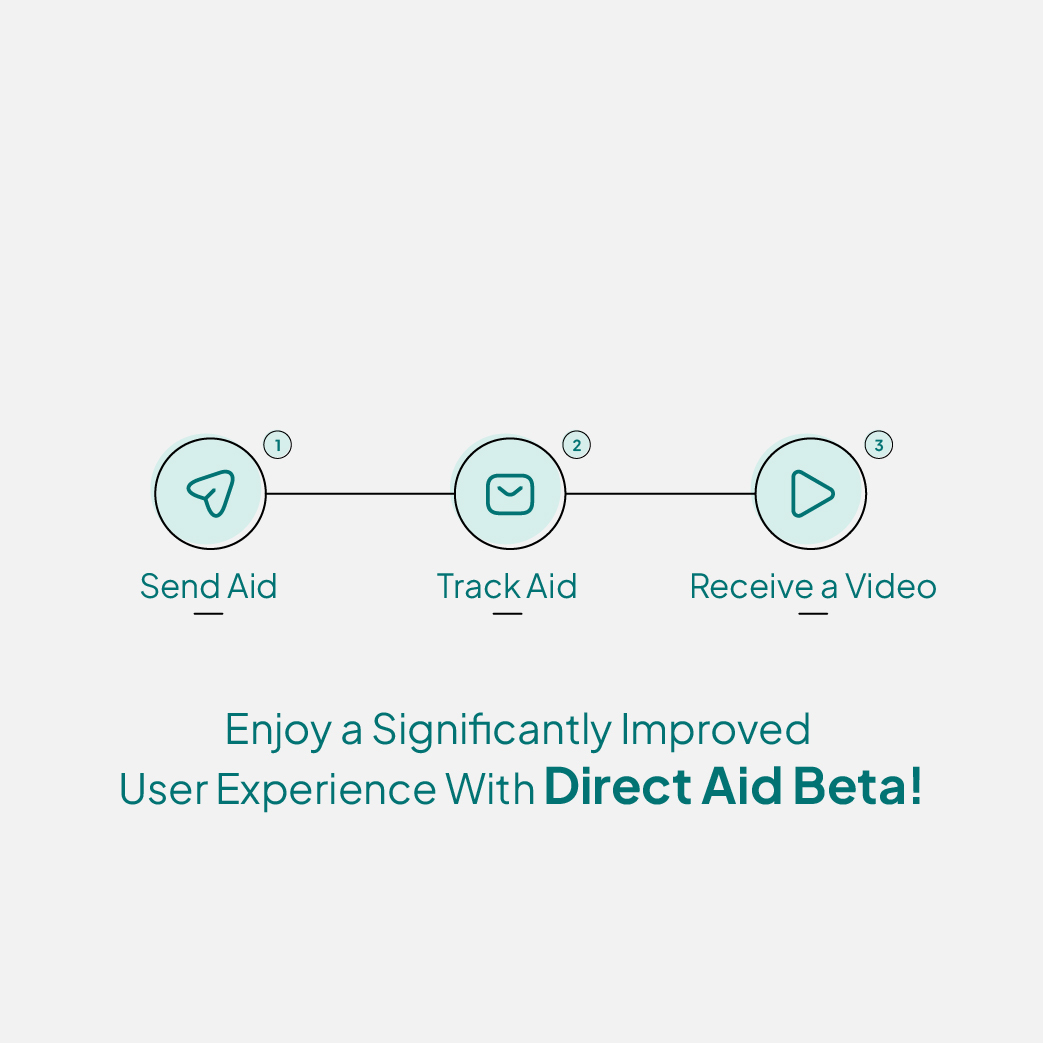 1
2
3
Send Aid
Track Aid
Receive a Video
Enjoy a Significantly Improved
User Experience With Direct Aid Beta!